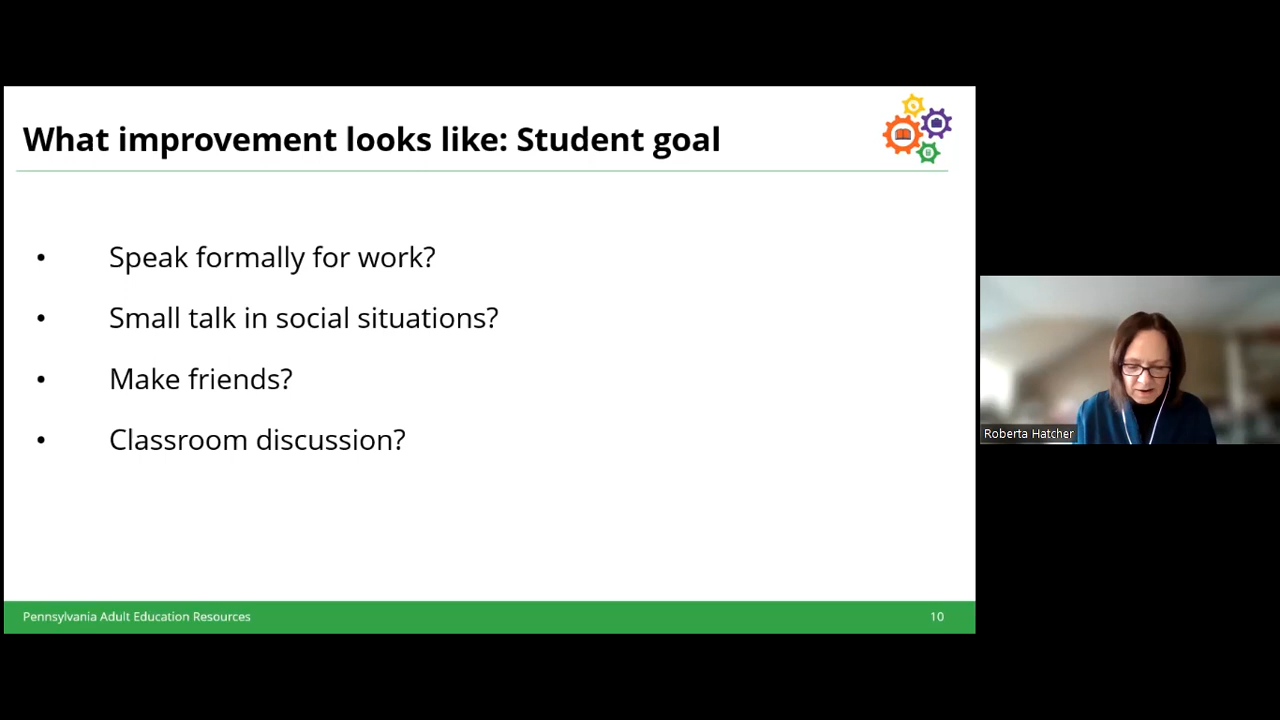 What improvement looks like: Student goal
• Speak formally for work?
• Small talk in social situations?
• Make friends?
• Classroom discussion?
Pennsylvania Adult Education Resources
10
Roberta Hatcher